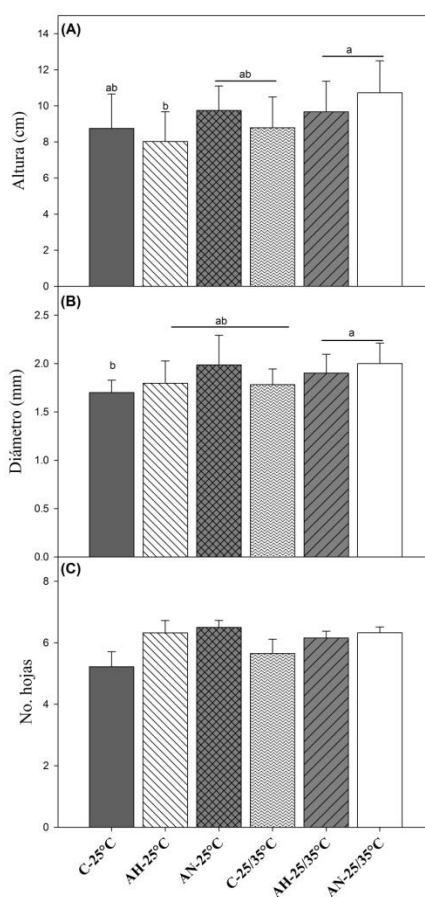 (A)
14
12
10
8
6
4
2
0
Altura (cm)
ab
b
ab
a
(B)
2.5
2.0
1.5
1.0
0.5
0.0
Diámetro (mm)
b
ab
a
(C)
8
6
4
2
0
No. hojas
C-25°C
AH-25°C
AN-25°C
C-25/35°C
AH-25/35°C
AN-25/35°C